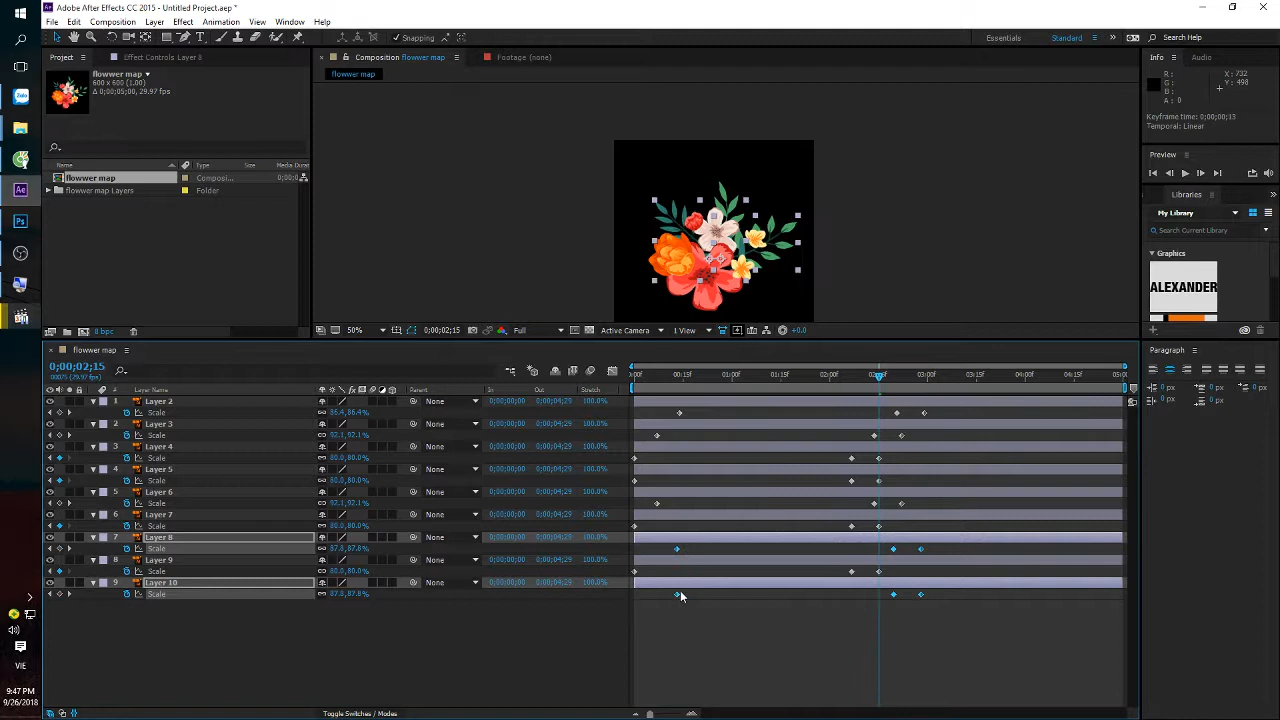 Adobe After Effects CC 2015 - Untitled Project.aep *
File Edit Composition Layer Effect Animation View Window Help
Snapping
Essentials Standard Search Help
Project Effect Controls Layer 8
flowwer map
600 x 600 (1.00)
Δ 0;00;05;00, 29.97 fps
Name Type Size Media Durat
flowwer map Composi... 0;00;0
flowwer map Layers Folder
8 bpc
Composition flowwer map
Footage (none)
flowwer map
50% 0;00;02;15 Full Active Camera 1 View +0.0
Info Audio
R :
G :
B :
A : 0
X : 732
Y : 498
Keyframe time: 0;00;00;13
Temporal: Linear
Preview
Libraries
My Library
Search Current Library
Graphics
ALEXANDER
Paragraph
0 px 0 px 0 px
0 px 0 px
flowwer map
0;00;02;15
00075 (29.97 fps)
# Layer Name Parent In Out Stretch
00:15f 01:00f 01:15f 02:00f 03:00f 03:15f 04:00f 04:15f
1 Layer 2 None 0;00;00;00 0;00;04;29 100.0%
Scale 86.4,86.4%
2 Layer 3 None 0;00;00;00 0;00;04;29 100.0%
Scale 92.1,92.1%
3 Layer 4 None 0;00;00;00 0;00;04;29 100.0%
Scale 80.0,80.0%
4 Layer 5 None 0;00;00;00 0;00;04;29 100.0%
Scale 80.0,80.0%
5 Layer 6 None 0;00;00;00 0;00;04;29 100.0%
Scale 92.1,92.1%
6 Layer 7 None 0;00;00;00 0;00;04;29 100.0%
Scale 80.0,80.0%
7 Layer 8 None 0;00;00;00 0;00;04;29 100.0%
Scale 87.8,87.8%
8 Layer 9 None 0;00;00;00 0;00;04;29 100.0%
Scale 80.0,80.0%
9 Layer 10 None 0;00;00;00 0;00;04;29 100.0%
Scale 87.8,87.8%
Toggle Switches / Modes
Zalo
Ae
Ps
VIE
9:47 PM
9/26/2018